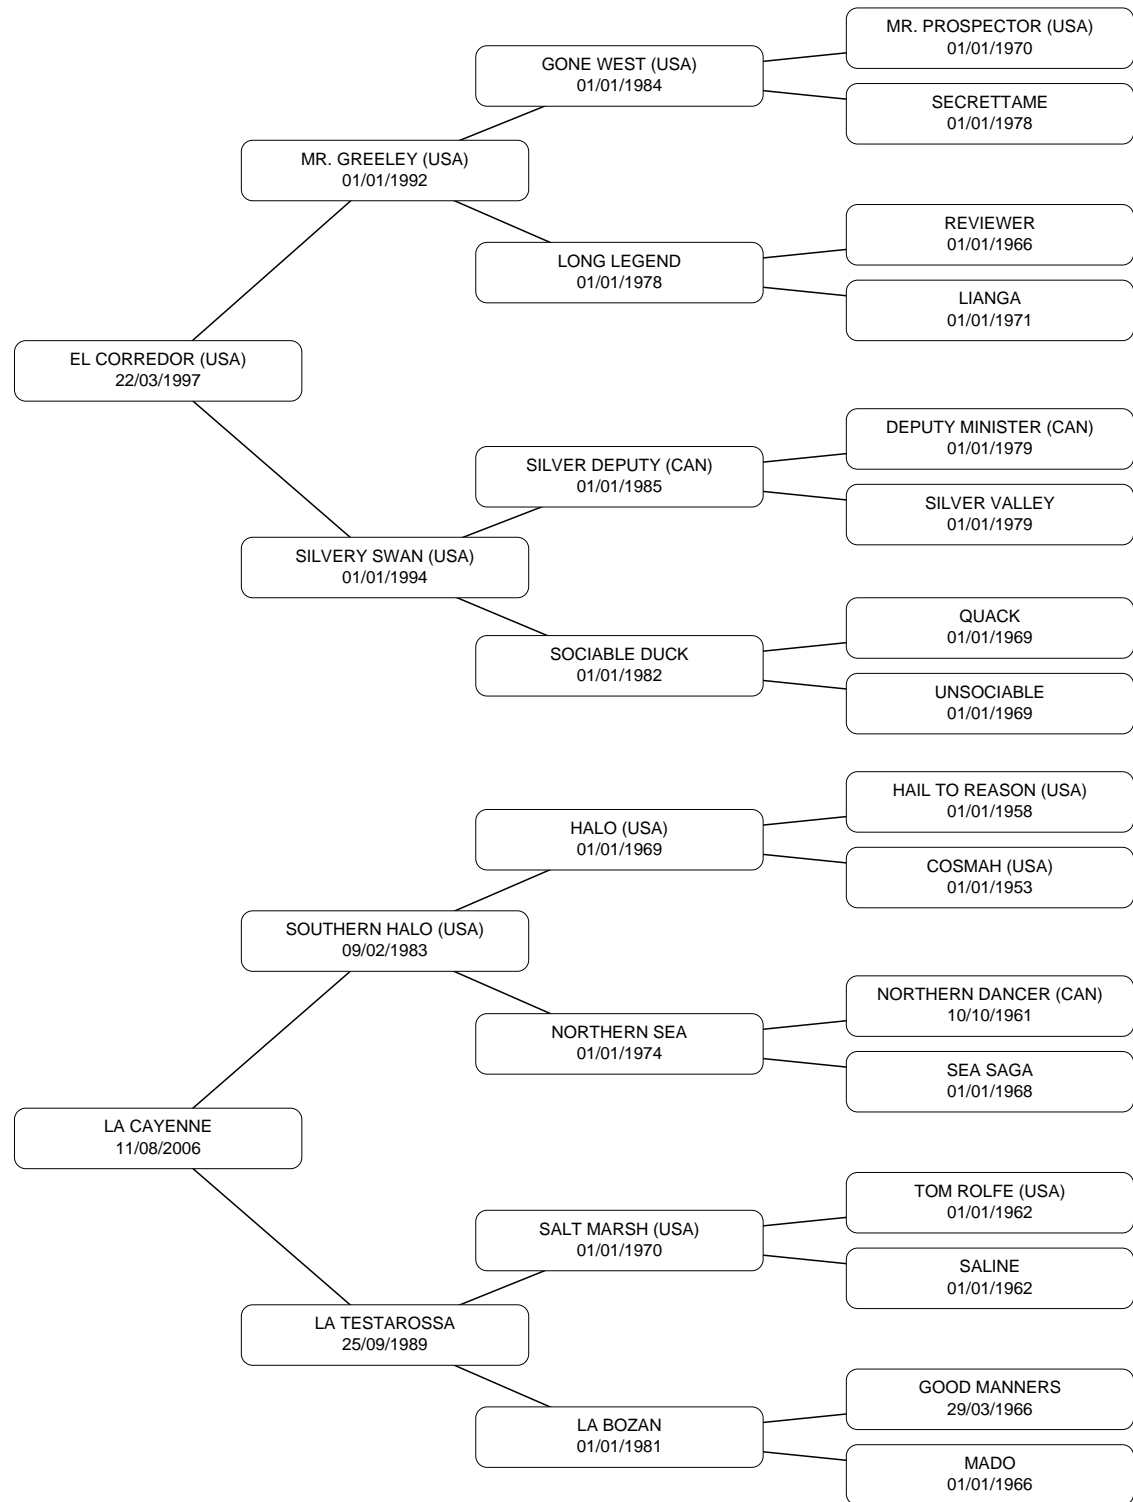 MR. PROSPECTOR (USA)
01/01/1970
GONE WEST (USA)
01/01/1984
SECRETTAME
01/01/1978
MR. GREELEY (USA)
01/01/1992
REVIEWER
01/01/1966
LONG LEGEND
01/01/1978
LIANGA
01/01/1971
EL CORREDOR (USA)
22/03/1997
DEPUTY MINISTER (CAN)
01/01/1979
SILVER DEPUTY (CAN)
01/01/1985
SILVER VALLEY
01/01/1979
SILVERY SWAN (USA)
01/01/1994
QUACK
01/01/1969
SOCIABLE DUCK
01/01/1982
UNSOCIABLE
01/01/1969
HAIL TO REASON (USA)
01/01/1958
HALO (USA)
01/01/1969
COSMAH (USA)
01/01/1953
SOUTHERN HALO (USA)
09/02/1983
NORTHERN DANCER (CAN)
10/10/1961
NORTHERN SEA
01/01/1974
SEA SAGA
01/01/1968
LA CAYENNE
11/08/2006
TOM ROLFE (USA)
01/01/1962
SALT MARSH (USA)
01/01/1970
SALINE
01/01/1962
LA TESTAROSSA
25/09/1989
GOOD MANNERS
29/03/1966
LA BOZAN
01/01/1981
MADO
01/01/1966